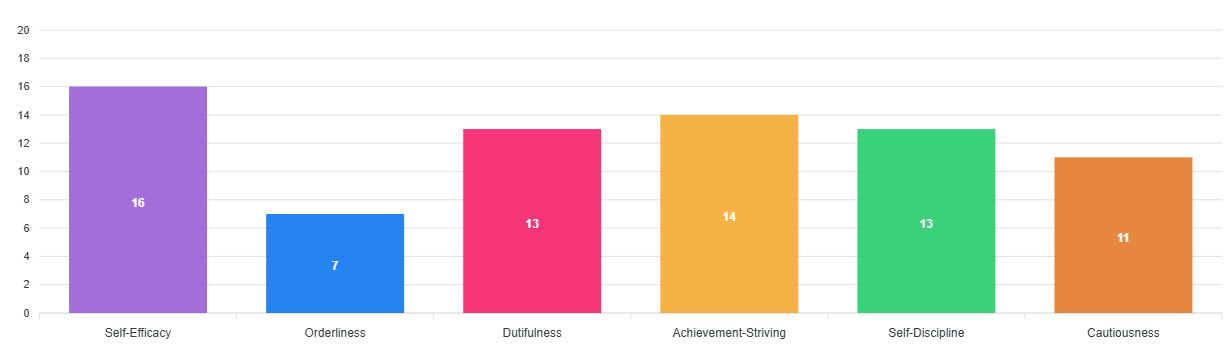 20
18
16
14
12
10
8
6
4
2
0
16
7
13
14
13
11
Self-Efficacy
Orderliness
Dutifulness
Achievement-Striving
Self-Discipline
Cautiousness